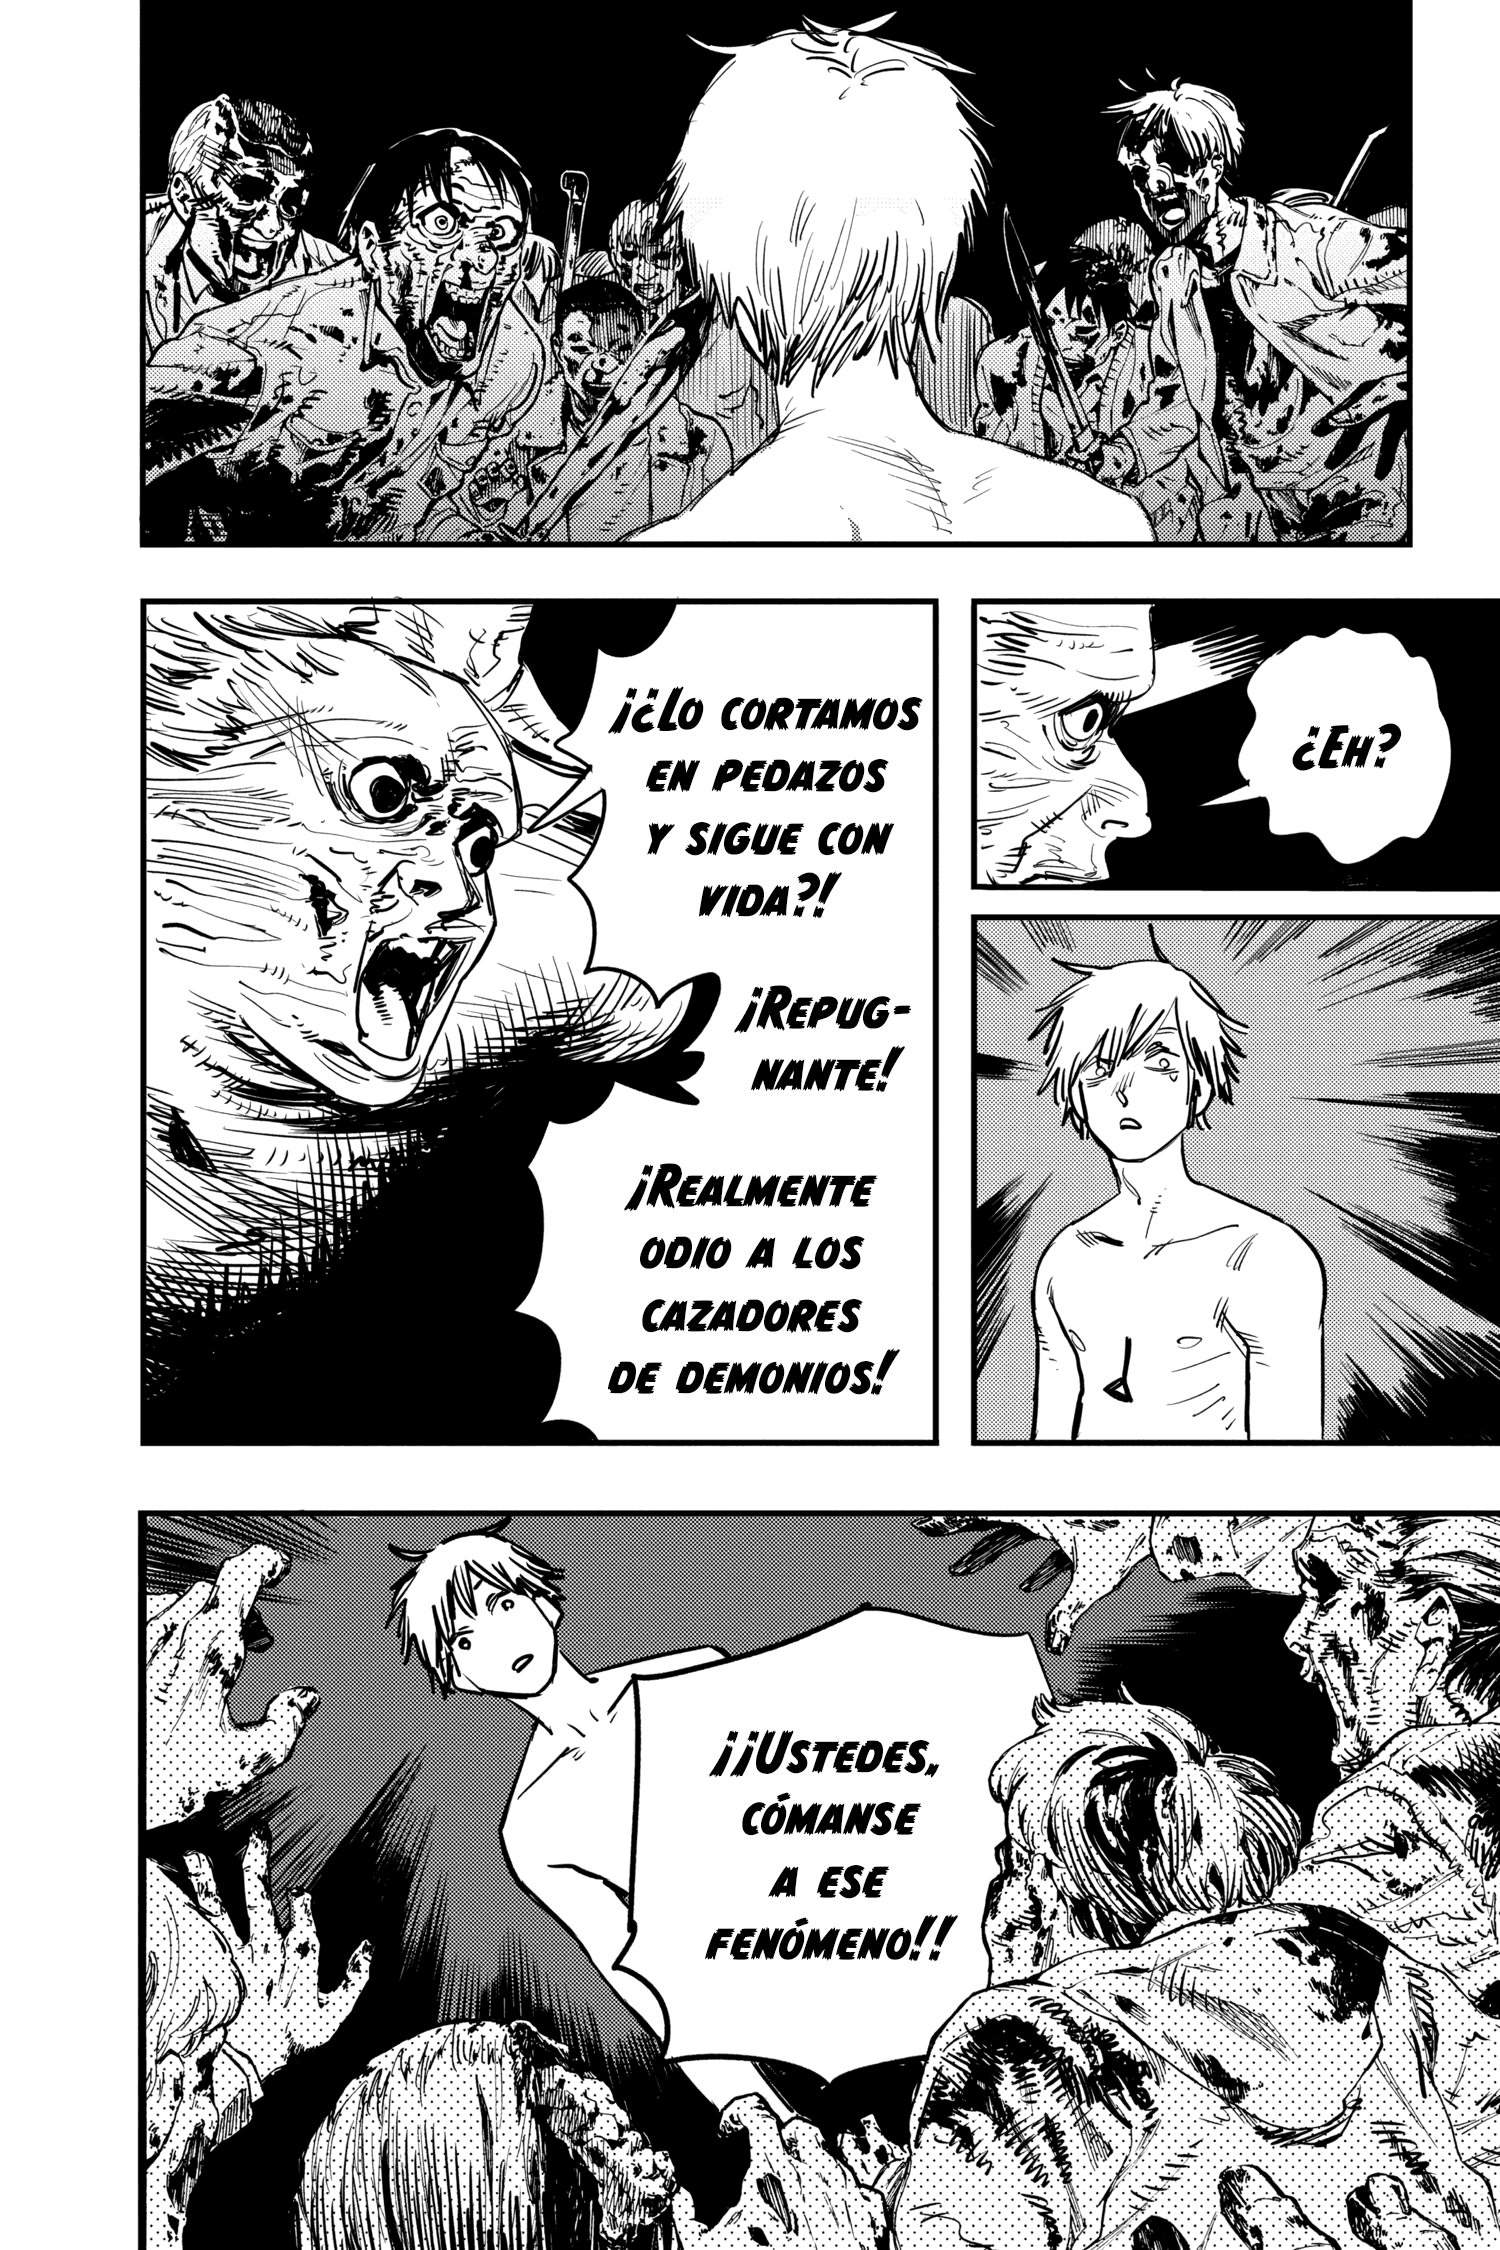 ¿Eh?
¡¿Lo cortamos
en pedazos
y sigue con
vida?!
¡Repug-
nante!
¡Realmente
odio a los
cazadores
de demonios!
¡¡Ustedes,
cómanse
a ese
fenómeno!!